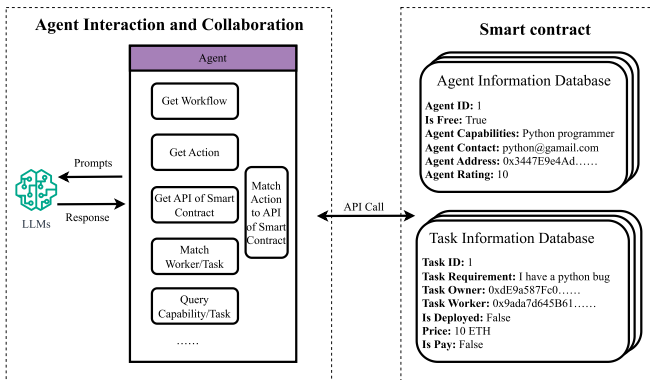 Agent Interaction and Collaboration
Agent
Get Workflow
Get Action
Get API of Smart
Contract
Match
Worker/Task
Query
Capability/Task
……
Match
Action
to API
of Smart
Contract
Prompts
Response
LLMs
API Call
Smart contract
Agent Information Database
Agent ID: 1
Is Free: True
Agent Capabilities: Python programmer
Agent Contact: python@gamail.com
Agent Address: 0x3447E9e4Ad……
Agent Rating: 10
Task Information Database
Task ID: 1
Task Requirement: I have a python bug
Task Owner: 0xdE9a587Fc0……
Task Worker: 0x9ada7d645B61……
Is Deployed: False
Price: 10 ETH
Is Pay: False